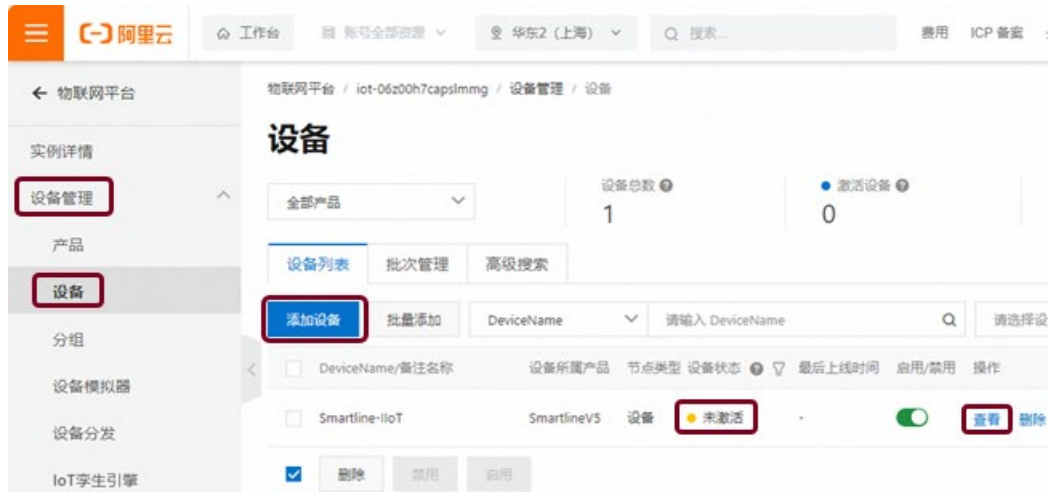 阿里云 工作台 账号全部资源 华东2（上海） 搜索... 费用 ICP 备案
物联网平台
物联网平台 / iot-06z00h7capslmmg / 设备管理 / 设备
设备
实例详情
设备管理
产品
设备
分组
设备模拟器
设备分发
IoT孪生引擎
全部产品
设备总数
1
激活设备
0
设备列表 批次管理 高级搜索
添加设备 批量添加 DeviceName 请输入 DeviceName 请选择设
DeviceName/备注名称 设备所属产品 节点类型 设备状态 最后上线时间 启用/禁用 操作
Smartline-IIoT SmartlineV5 设备 未激活 - 查看 删除
删除 禁用 启用